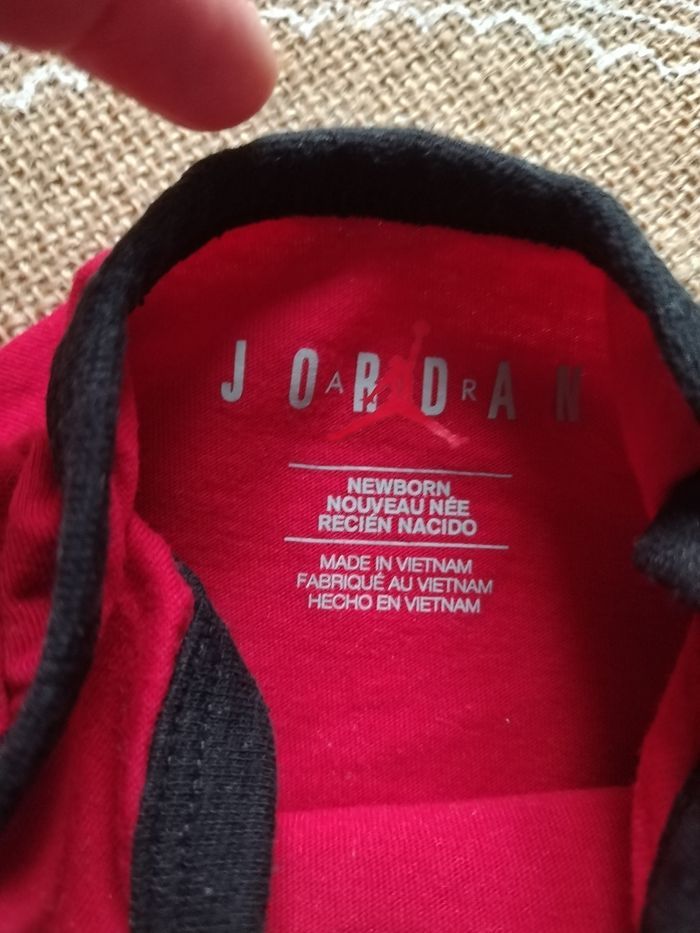 JORDAN
AIR
NEWBORN
NOUVEAU NÉE
RECIÉN NACIDO
MADE IN VIETNAM
FABRIQUÉ AU VIETNAM
HECHO EN VIETNAM